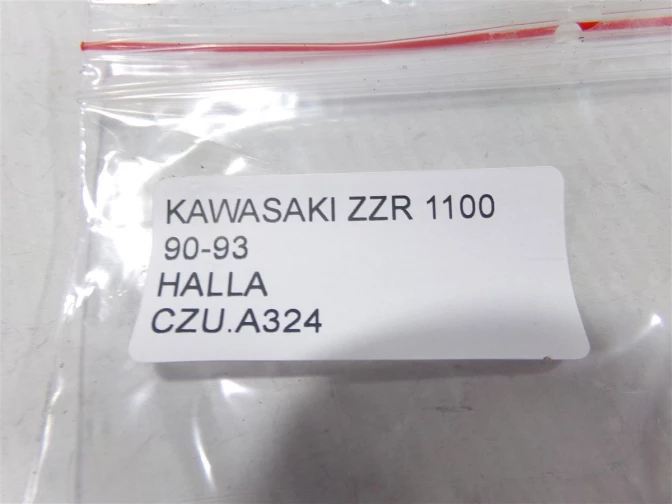 KAWASAKI ZZR 1100
90-93
HALLA
CZU.A324